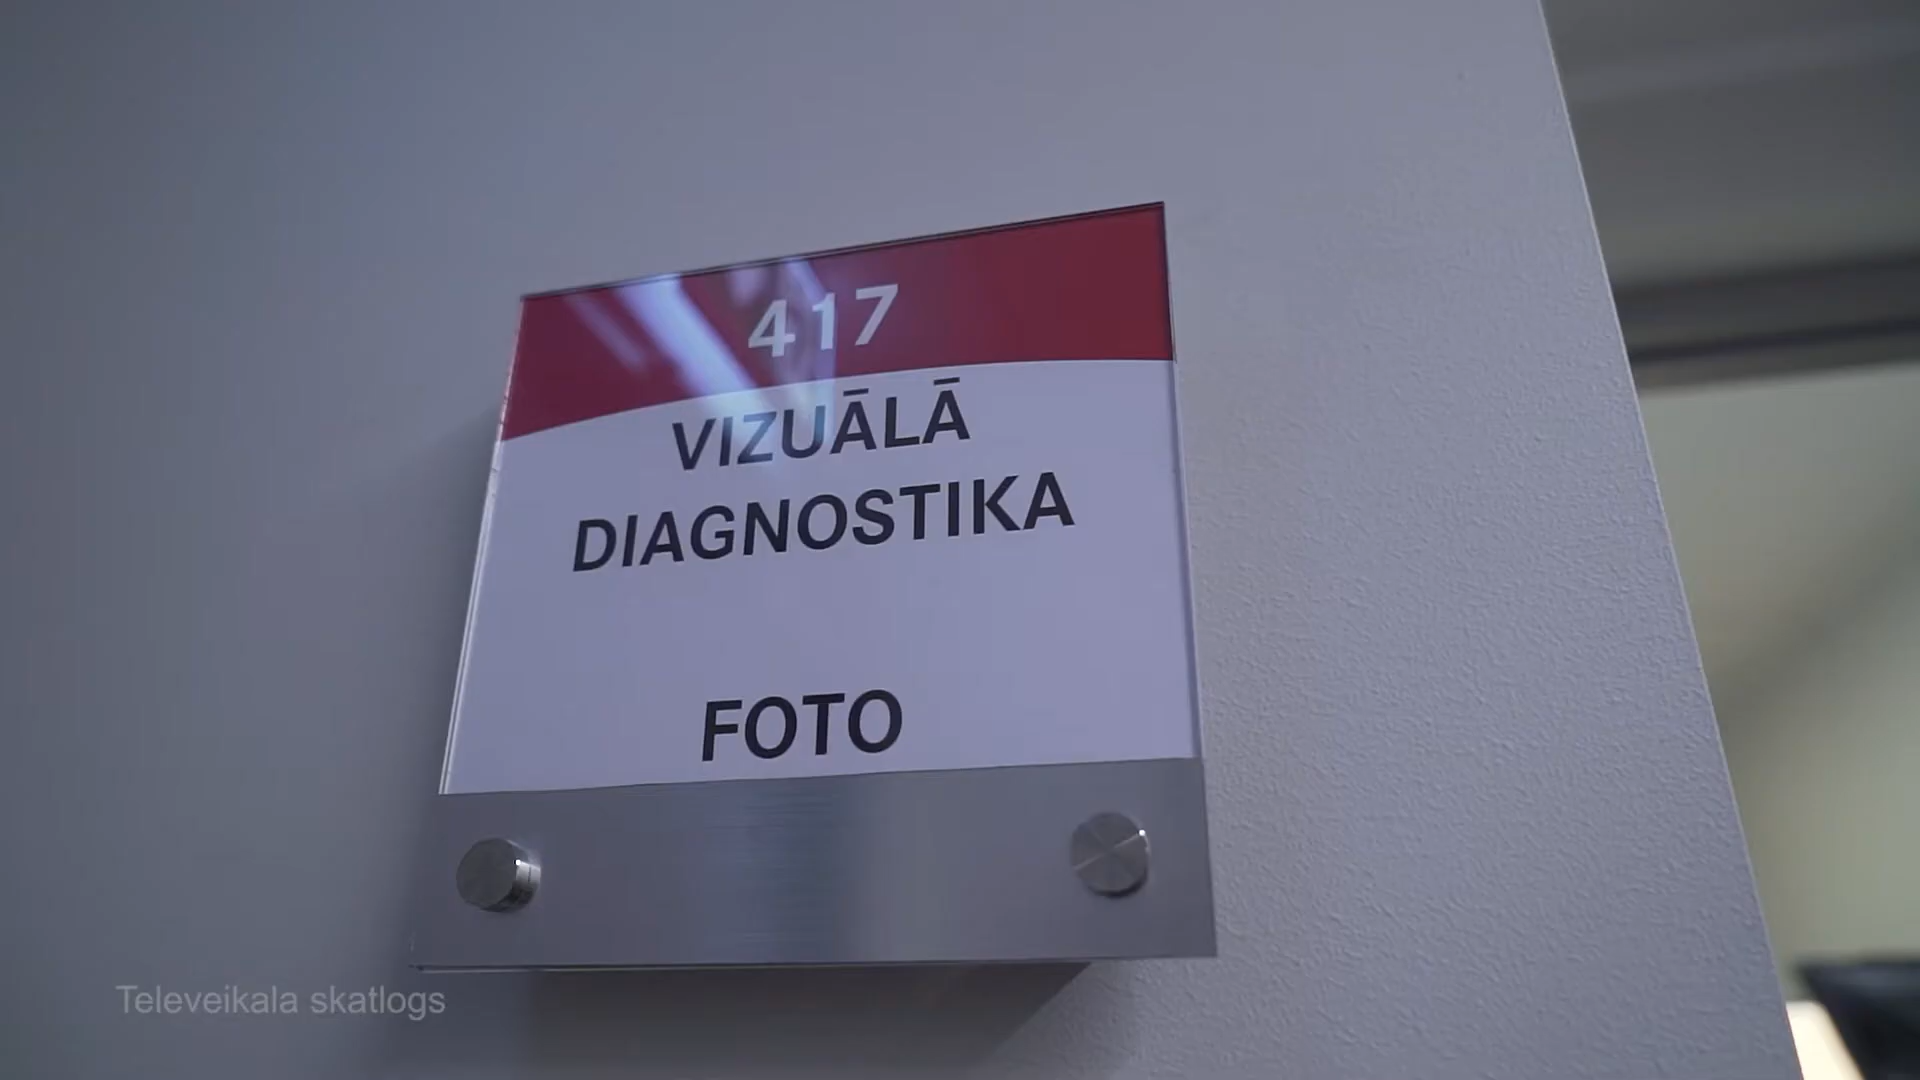 417
VIZUĀLĀ
DIAGNOSTIKA
FOTO
Televeikala skatlogs